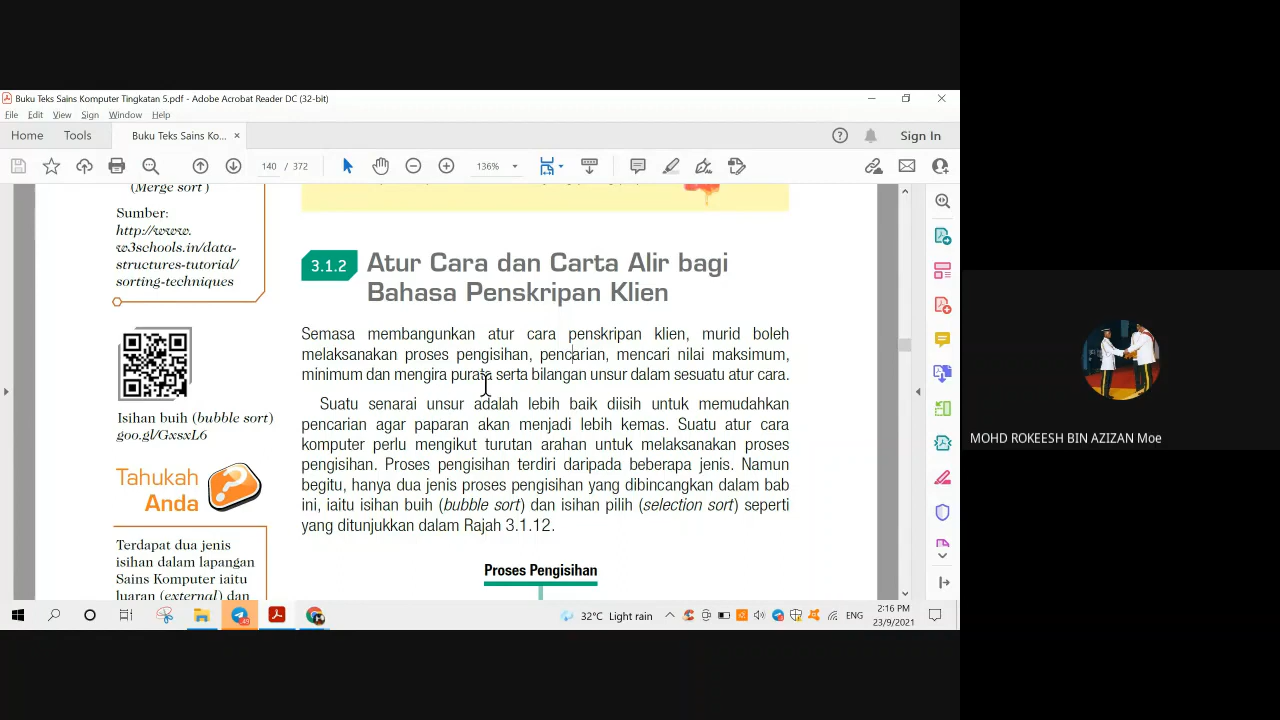 Buku Teks Sains Komputer Tingkatan 5.pdf - Adobe Acrobat Reader DC (32-bit)
File Edit View Sign Window Help
Home Tools Buku Teks Sains Ko... × Sign In
140 / 372 136%
(Merge sort )
Sumber:
http://www.
w3schools.in/data-
structures-tutorial/
sorting-techniques
Isihan buih (bubble sort)
goo.gl/GxsxL6
Tahukah
Anda
Terdapat dua jenis
isihan dalam lapangan
Sains Komputer iaitu
luaran (external) dan
3.1.2 Atur Cara dan Carta Alir bagi
Bahasa Penskripan Klien
Semasa membangunkan atur cara penskripan klien, murid boleh
melaksanakan proses pengisihan, pencarian, mencari nilai maksimum,
minimum dan mengira purata serta bilangan unsur dalam sesuatu atur cara.
Suatu senarai unsur adalah lebih baik diisih untuk memudahkan
pencarian agar paparan akan menjadi lebih kemas. Suatu atur cara
komputer perlu mengikut turutan arahan untuk melaksanakan proses
pengisihan. Proses pengisihan terdiri daripada beberapa jenis. Namun
begitu, hanya dua jenis proses pengisihan yang dibincangkan dalam bab
ini, iaitu isihan buih (bubble sort) dan isihan pilih (selection sort) seperti
yang ditunjukkan dalam Rajah 3.1.12.
Proses Pengisihan
32°C Light rain ENG 2:16 PM
23/9/2021
MOHD ROKEESH BIN AZIZAN Moe